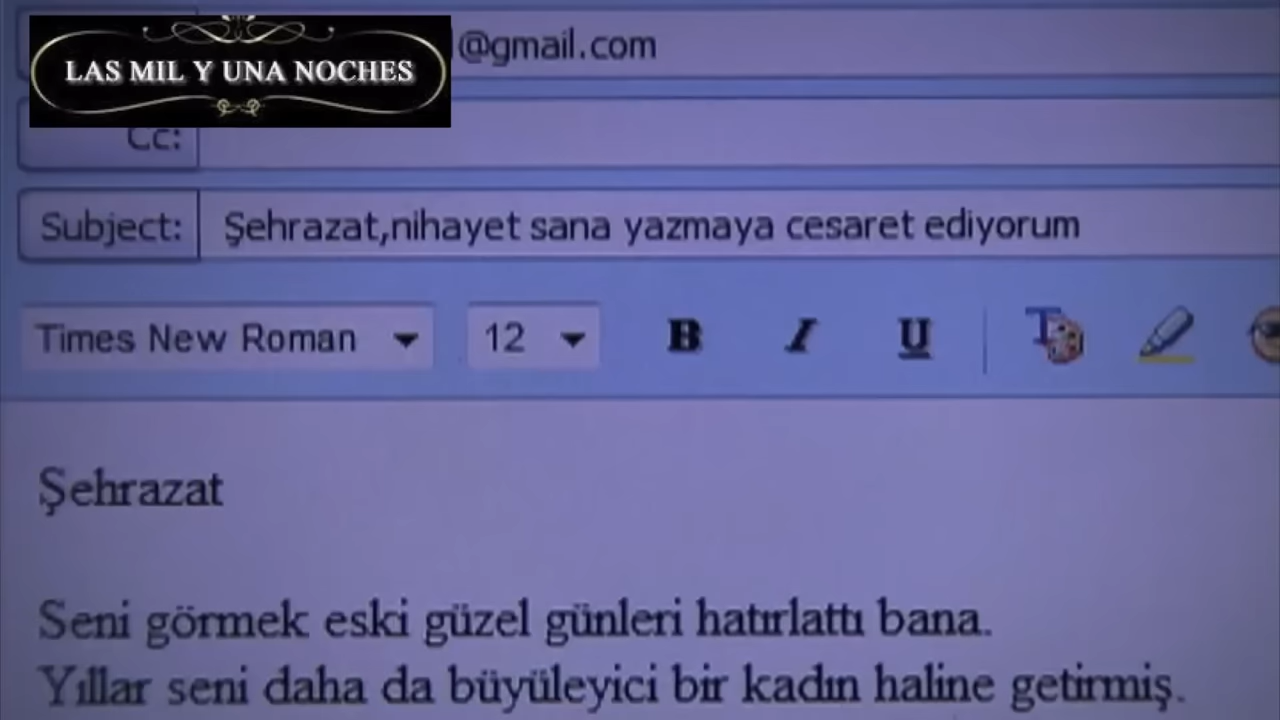 LAS MIL Y UNA NOCHES
@gmail.com
Cc:
Subject: Şehrazat,nihayet sana yazmaya cesaret ediyorum
Times New Roman 12 B I U
Şehrazat
Seni görmek eski güzel günleri hatırlattı bana.
Yıllar seni daha da büyüleyici bir kadın haline getirmiş.